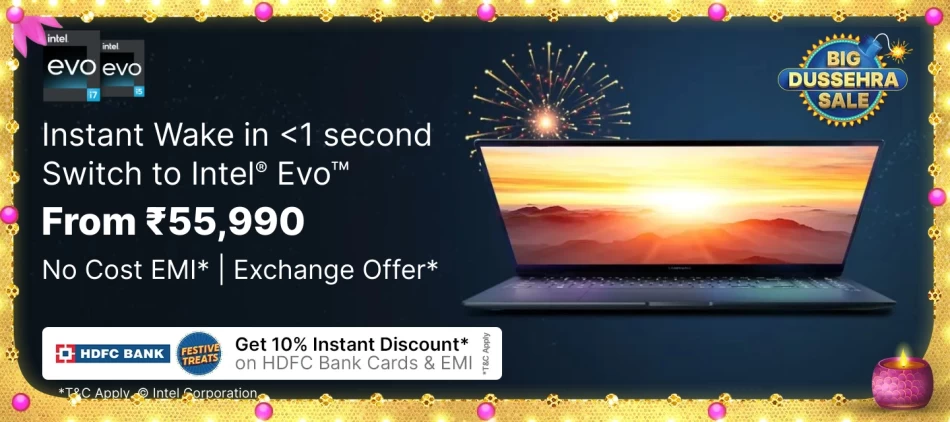 intel
evo
i7
intel
evo
i5
BIG
DUSSEHRA
SALE
Instant Wake in <1 second
Switch to Intel® Evo™
From ₹55,990
No Cost EMI* | Exchange Offer*
HDFC BANK
FESTIVE
TREATS
Get 10% Instant Discount*
on HDFC Bank Cards & EMI
*T&C Apply
*T&C Apply. © Intel Corporation